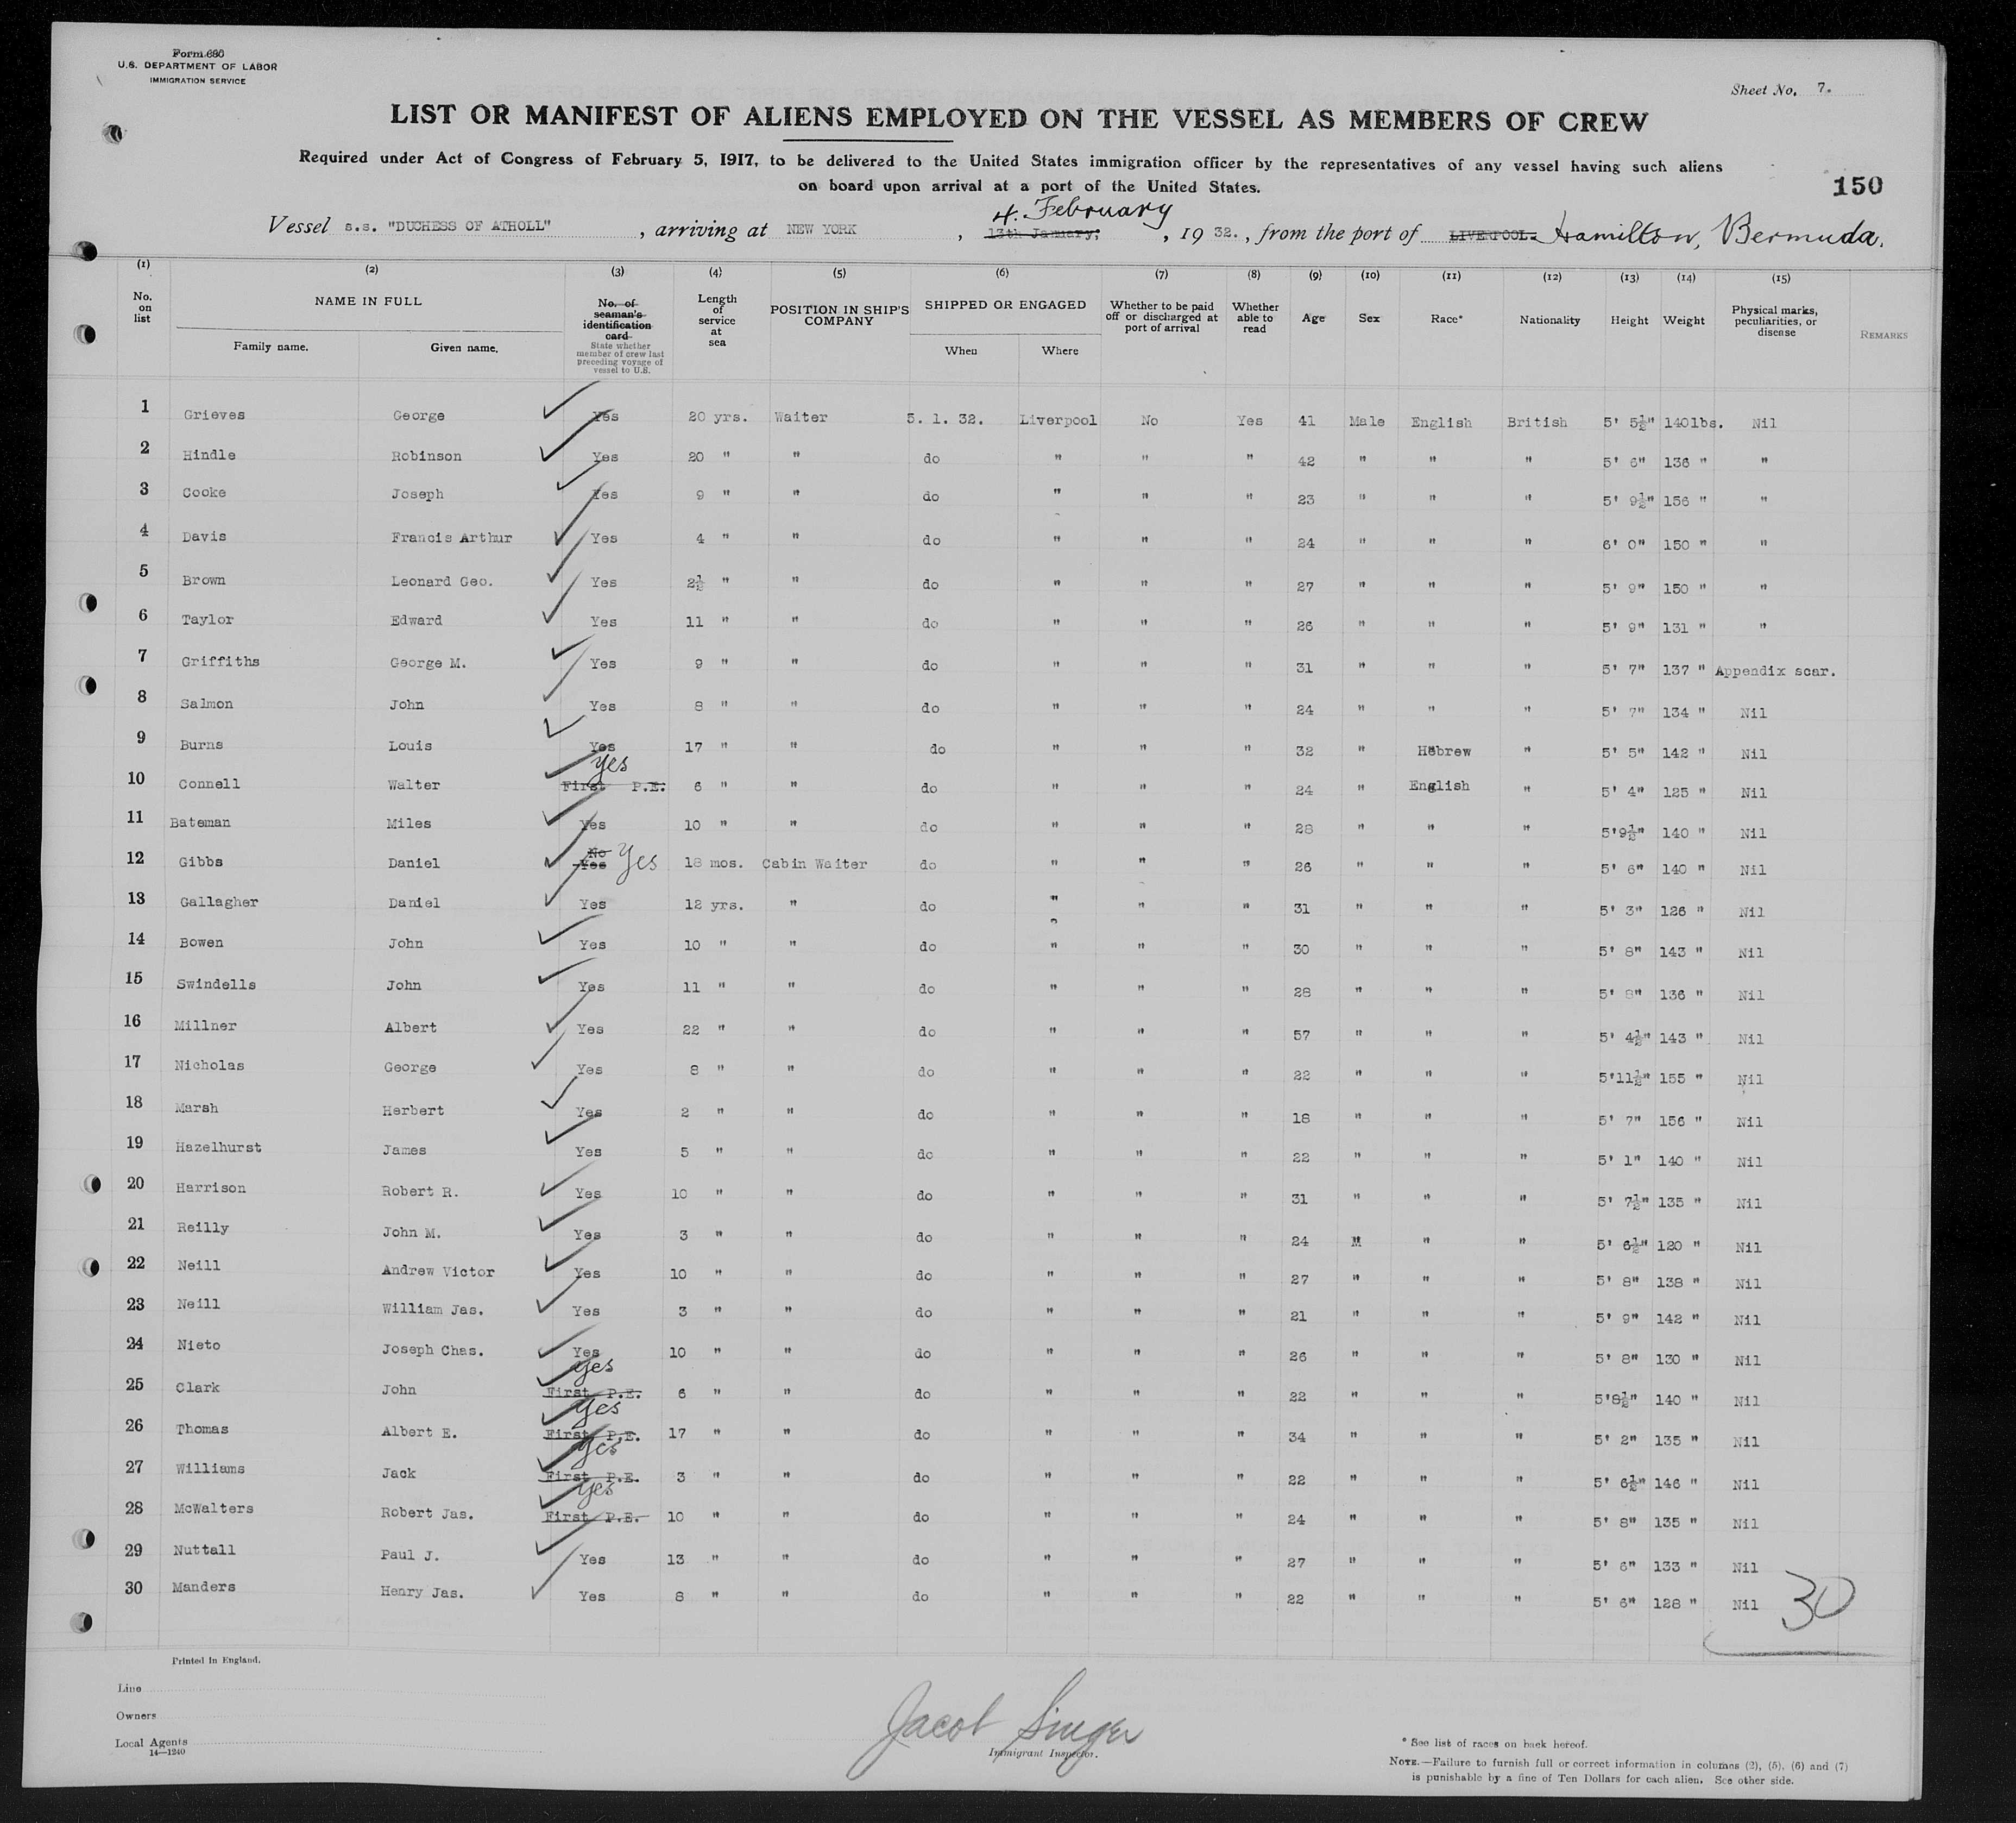 Form 686
U.S. DEPARTMENT OF LABOR
IMMIGRATION SERVICE
Sheet No. 7.
LIST OR MANIFEST OF ALIENS EMPLOYED ON THE VESSEL AS MEMBERS OF CREW
Required under Act of Congress of February 5, 1917, to be delivered to the United States immigration officer by the representatives of any vessel having such aliens
on board upon arrival at a port of the United States.
150
4. February
Vessel s.s. "DUCHESS OF ATHOLL", arriving at NEW YORK, 13th January, 1932., from the port of LIVERPOOL. Hamilton, Bermuda.
(1) (2) (3) (4) (5) (6) (7) (8) (9) (10) (11) (12) (13) (14) (15)
No. on list NAME IN FULL Family name. Given name. No. of seaman's identification card State whether member of crew last preceding voyage of vessel to U.S. Length of service at sea POSITION IN SHIP'S COMPANY SHIPPED OR ENGAGED When Where Whether to be paid off or discharged at port of arrival Whether able to read Age Sex Race* Nationality Height Weight Physical marks, peculiarities, or disease REMARKS
1 Grieves George Yes 20 yrs. Waiter 5. 1. 32. Liverpool No Yes 41 Male English British 5' 5½" 140lbs. Nil
2 Hindle Robinson Yes 20 " " do " " " 42 " " " 5' 6" 136 " "
3 Cooke Joseph Yes 9 " " do " " " 23 " " " 5' 9½" 156 " "
4 Davis Francis Arthur Yes 4 " " do " " " 24 " " " 6' 0" 150 " "
5 Brown Leonard Geo. Yes 2½ " " do " " " 27 " " " 5' 9" 150 " "
6 Taylor Edward Yes 11 " " do " " " 26 " " " 5' 9" 131 " "
7 Griffiths George M. Yes 9 " " do " " " 31 " " " 5' 7" 137 " Appendix scar.
8 Salmon John Yes 8 " " do " " " 24 " " " 5' 7" 134 " Nil
9 Burns Louis Yes 17 " " do " " " 32 " Hebrew " 5' 5" 142 " Nil
10 Connell Walter First P.E. Yes 6 " " do " " " 24 " English " 5' 4" 125 " Nil
11 Bateman Miles Yes 10 " " do " " " 28 " " " 5'9½" 140 " Nil
12 Gibbs Daniel No Yes Yes 18 mos. Cabin Waiter do " " " 26 " " " 5' 6" 140 " Nil
13 Gallagher Daniel Yes 12 yrs. " do " " " 31 " " " 5' 3" 126 " Nil
14 Bowen John Yes 10 " " do " " " 30 " " " 5' 8" 143 " Nil
15 Swindells John Yes 11 " " do " " " 28 " " " 5' 8" 136 " Nil
16 Millner Albert Yes 22 " " do " " " 57 " " " 5' 4½" 143 " Nil
17 Nicholas George Yes 8 " " do " " " 22 " " " 5'11½" 155 " Nil
18 Marsh Herbert Yes 2 " " do " " " 18 " " " 5' 7" 156 " Nil
19 Hazelhurst James Yes 5 " " do " " " 22 " " " 5' 1" 140 " Nil
20 Harrison Robert R. Yes 10 " " do " " " 31 " " " 5' 7½" 135 " Nil
21 Reilly John M. Yes 3 " " do " " " 24 M " " 5' 6½" 120 " Nil
22 Neill Andrew Victor Yes 10 " " do " " " 27 " " " 5' 8" 138 " Nil
23 Neill William Jas. Yes 3 " " do " " " 21 " " " 5' 9" 142 " Nil
24 Nieto Joseph Chas. Yes 10 " " do " " " 26 " " " 5' 8" 130 " Nil
25 Clark John First P.E. Yes 6 " " do " " " 22 " " " 5'8½" 140 " Nil
26 Thomas Albert E. First P.E. Yes 17 " " do " " " 34 " " " 5' 2" 135 " Nil
27 Williams Jack First P.E. Yes 3 " " do " " " 22 " " " 5' 6½" 146 " Nil
28 McWalters Robert Jas. First P.E. Yes 10 " " do " " " 24 " " " 5' 8" 135 " Nil
29 Nuttall Paul J. Yes 13 " " do " " " 27 " " " 5' 6" 133 " Nil
30 Manders Henry Jas. Yes 8 " " do " " " 22 " " " 5' 6" 128 " Nil
30
Printed in England.
Line
Owners
Local Agents
14—1240
Jacob Singer
Immigrant Inspector.
* See list of races on back hereof.
NOTE.—Failure to furnish full or correct information in columns (2), (5), (6) and (7)
is punishable by a fine of Ten Dollars for each alien. See other side.